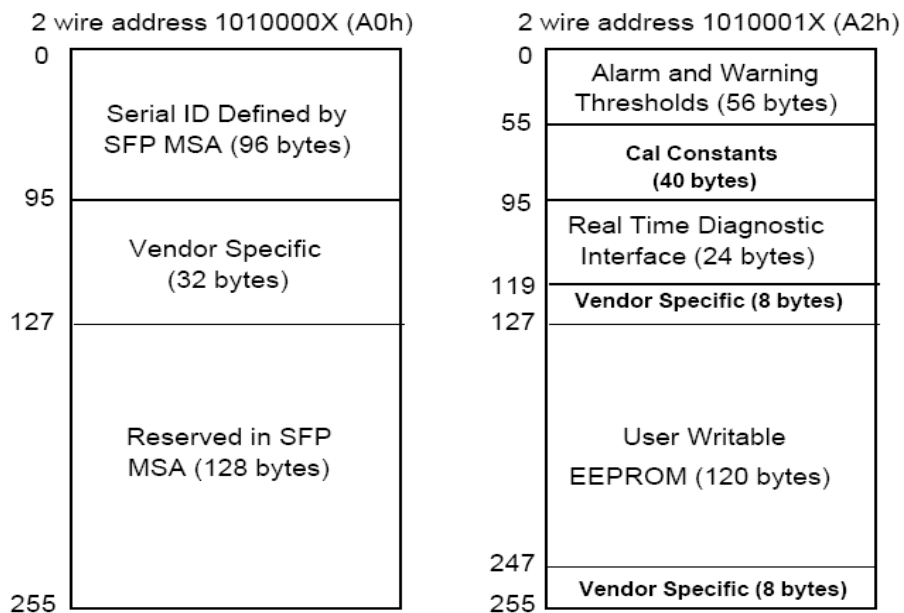 2 wire address 1010000X (A0h)
0
Serial ID Defined by
SFP MSA (96 bytes)
95
Vendor Specific
(32 bytes)
127
Reserved in SFP
MSA (128 bytes)
255
2 wire address 1010001X (A2h)
0
Alarm and Warning
Thresholds (56 bytes)
55
Cal Constants
(40 bytes)
95
Real Time Diagnostic
Interface (24 bytes)
119
Vendor Specific (8 bytes)
127
User Writable
EEPROM (120 bytes)
247
Vendor Specific (8 bytes)
255